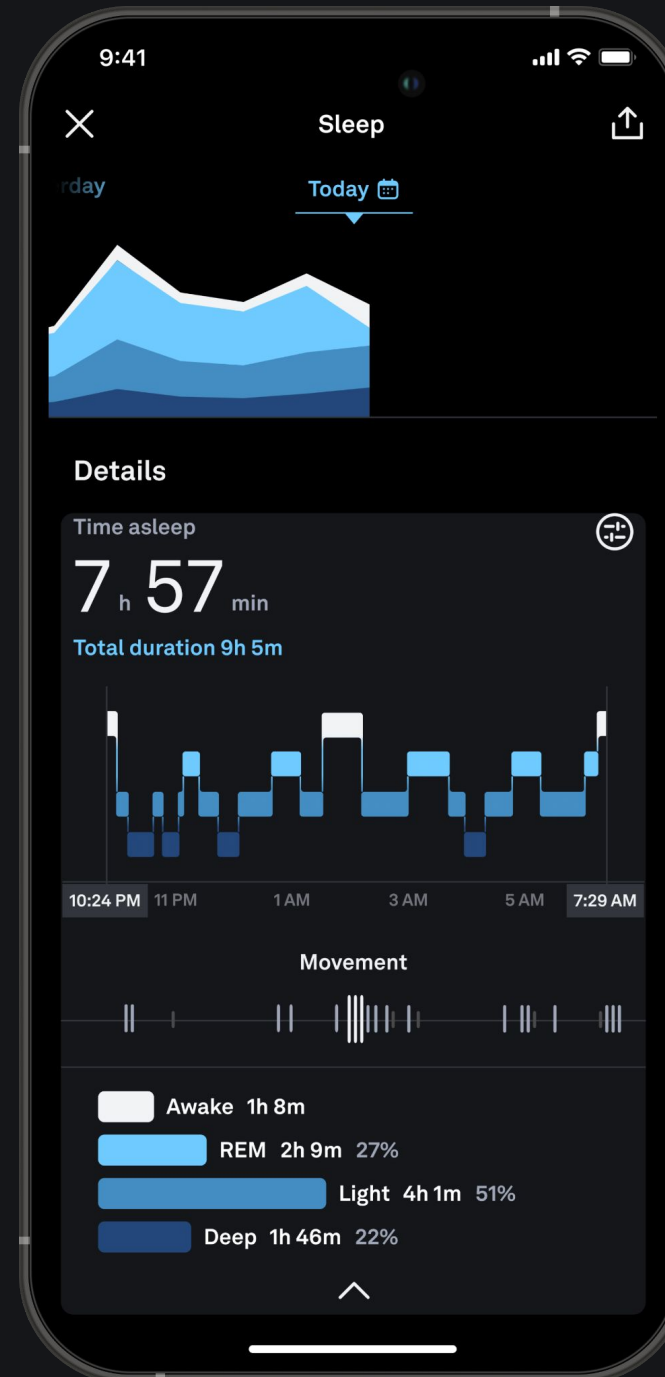 9:41
Sleep
rday Today
Details
Time asleep
7 h 57 min
Total duration 9h 5m
10:24 PM 11 PM 1 AM 3 AM 5 AM 7:29 AM
Movement
Awake 1h 8m
REM 2h 9m 27%
Light 4h 1m 51%
Deep 1h 46m 22%